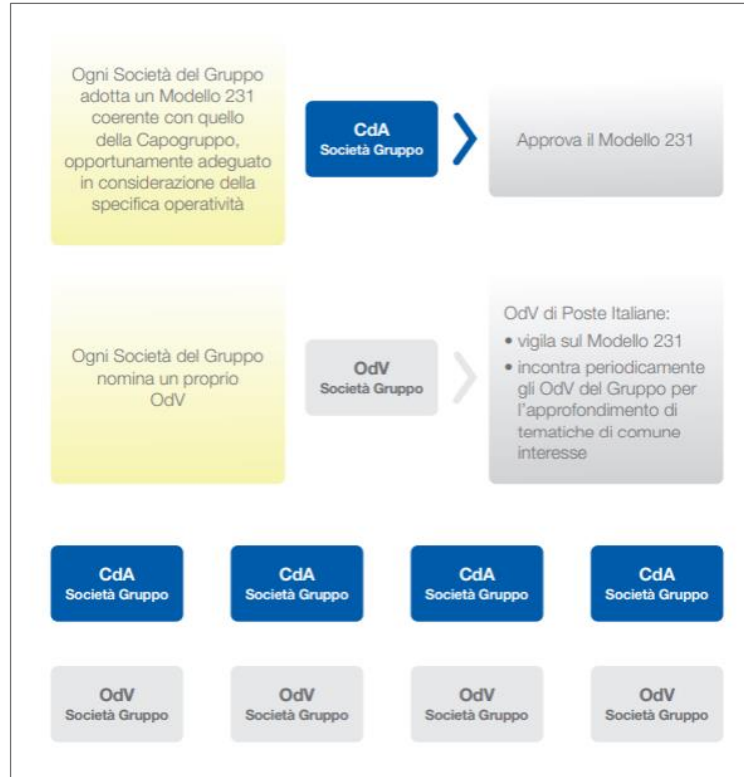 Ogni Società del Gruppo
adotta un Modello 231
coerente con quello
della Capogruppo,
opportunamente adeguato
in considerazione della
specifica operatività
CdA
Società Gruppo
Approva il Modello 231
Ogni Società del Gruppo
nomina un proprio
OdV
OdV
Società Gruppo
OdV di Poste Italiane:
• vigila sul Modello 231
• incontra periodicamente
gli OdV del Gruppo per
l'approfondimento di
tematiche di comune
interesse
CdA
Società Gruppo
CdA
Società Gruppo
CdA
Società Gruppo
CdA
Società Gruppo
OdV
Società Gruppo
OdV
Società Gruppo
OdV
Società Gruppo
OdV
Società Gruppo